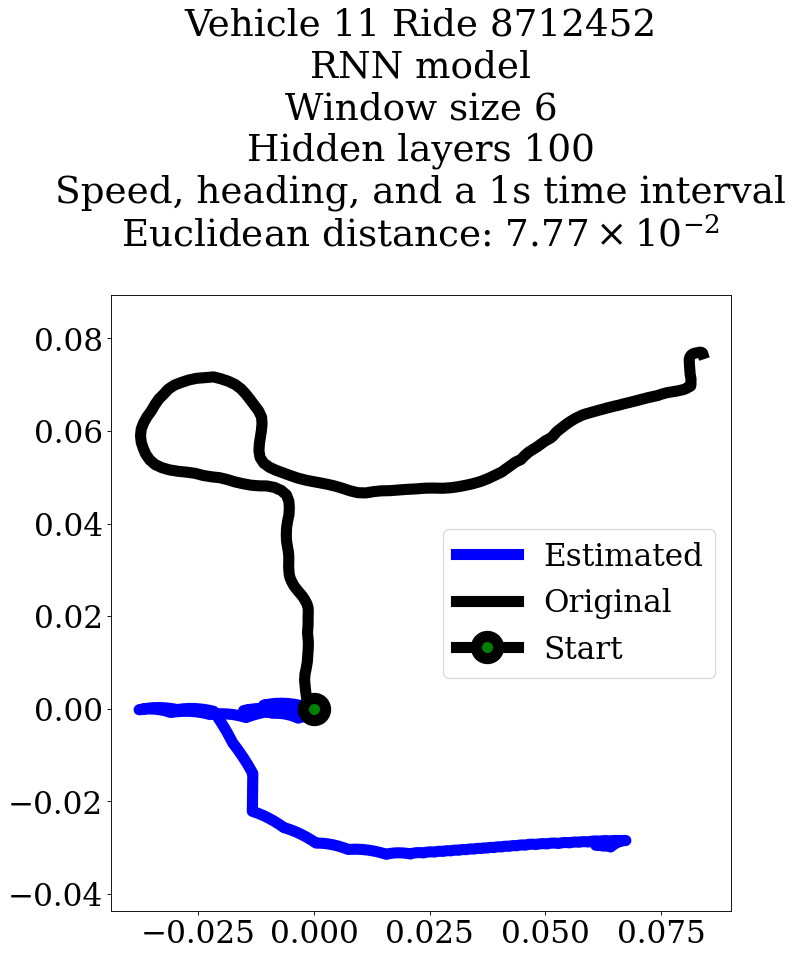 Vehicle 11 Ride 8712452
RNN model
Window size 6
Hidden layers 100
Speed, heading, and a 1s time interval
Euclidean distance: 7.77 × 10⁻²
0.08
0.06
0.04
0.02
0.00
−0.02
−0.04
Estimated
Original
Start
−0.025 0.000 0.025 0.050 0.075